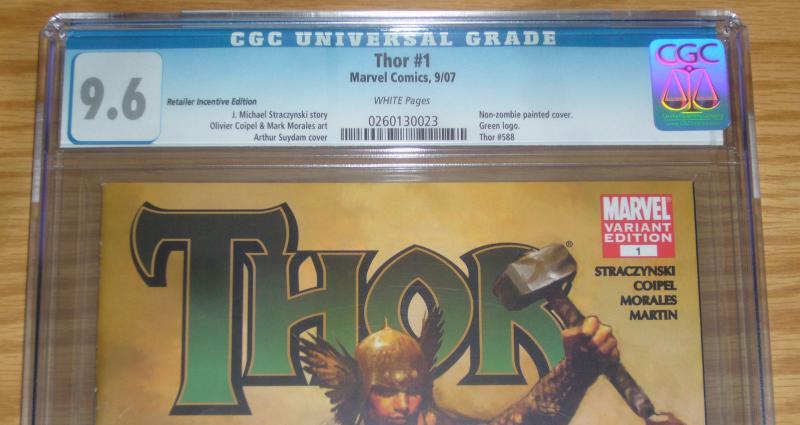 CGC UNIVERSAL GRADE
9.6
Thor #1
Marvel Comics, 9/07
Retailer Incentive Edition
WHITE Pages
J. Michael Straczynski story
Olivier Coipel & Mark Morales art
Arthur Suydam cover
0260130023
Non-zombie painted cover.
Green logo.
Thor #588
CGC
THOR
®
MARVEL
VARIANT
EDITION
1
STRACZYNSKI
COIPEL
MORALES
MARTIN